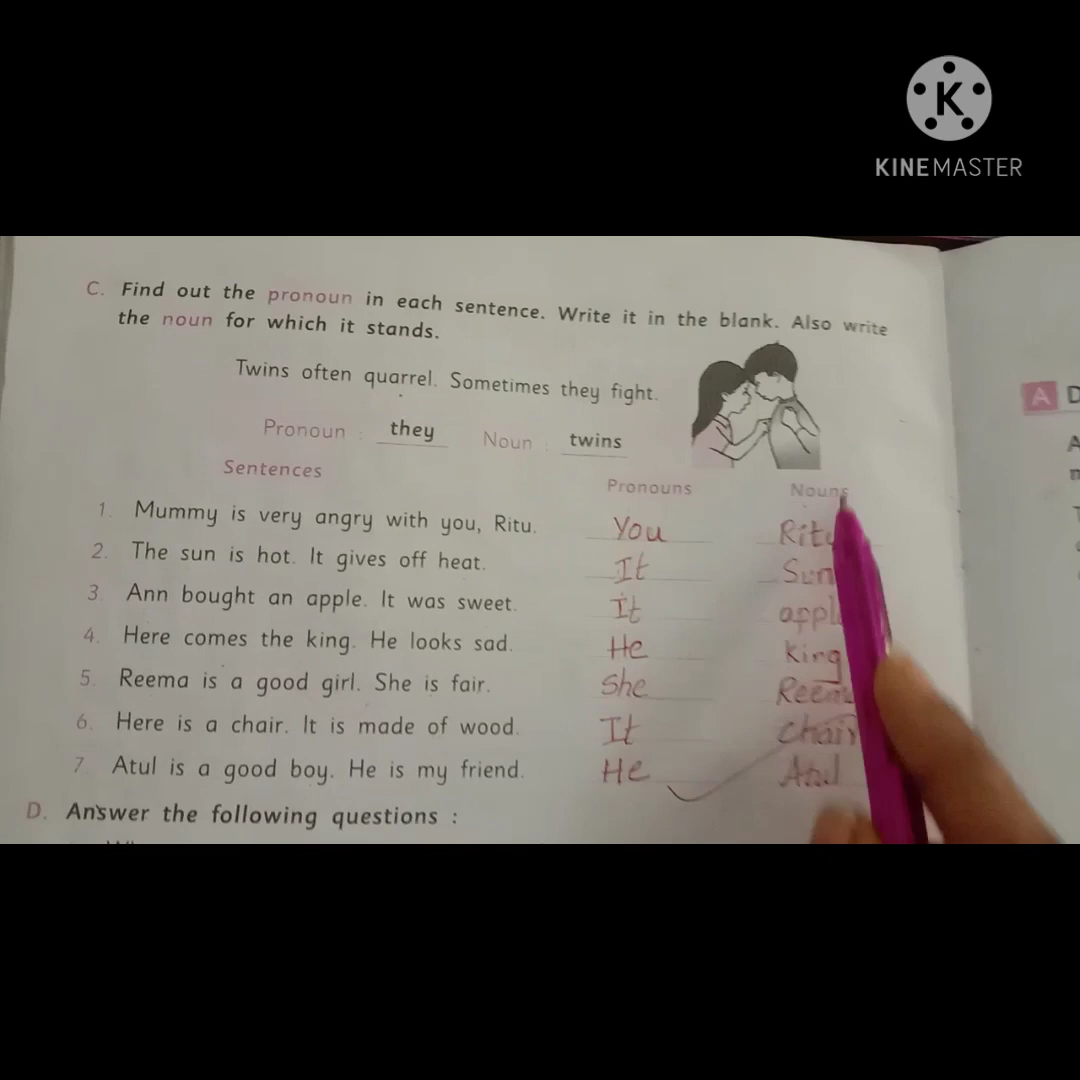 KINEMASTER
C. Find out the pronoun in each sentence. Write it in the blank. Also write
the noun for which it stands.
Twins often quarrel. Sometimes they fight.
Pronoun : they Noun : twins
Sentences Pronouns Nouns
1. Mummy is very angry with you, Ritu. You
2. The sun is hot. It gives off heat. It Sun
3. Ann bought an apple. It was sweet. It
4. Here comes the king. He looks sad. He King
5. Reema is a good girl. She is fair. She
6. Here is a chair. It is made of wood. It Chair
7. Atul is a good boy. He is my friend. He Atul
D. Answer the following questions :
A